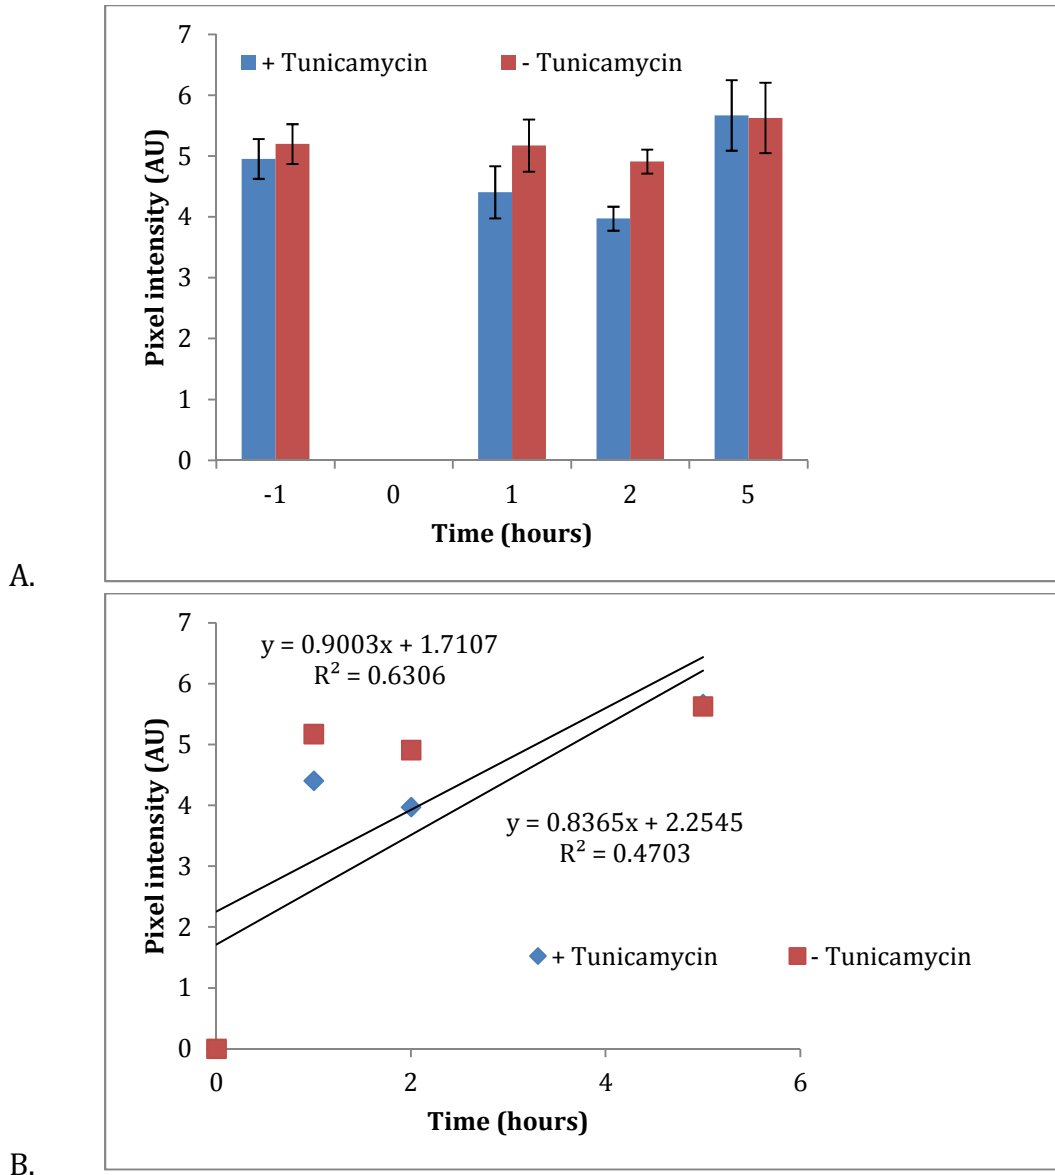 7
6
5
4
3
2
1
0
Pixel intensity (AU)
+ Tunicamycin - Tunicamycin
-1 0 1 2 5
Time (hours)
A.
7
6
5
4
3
2
1
0
Pixel intensity (AU)
y = 0.9003x + 1.7107
R² = 0.6306
y = 0.8365x + 2.2545
R² = 0.4703
+ Tunicamycin - Tunicamycin
0 2 4 6
Time (hours)
B.